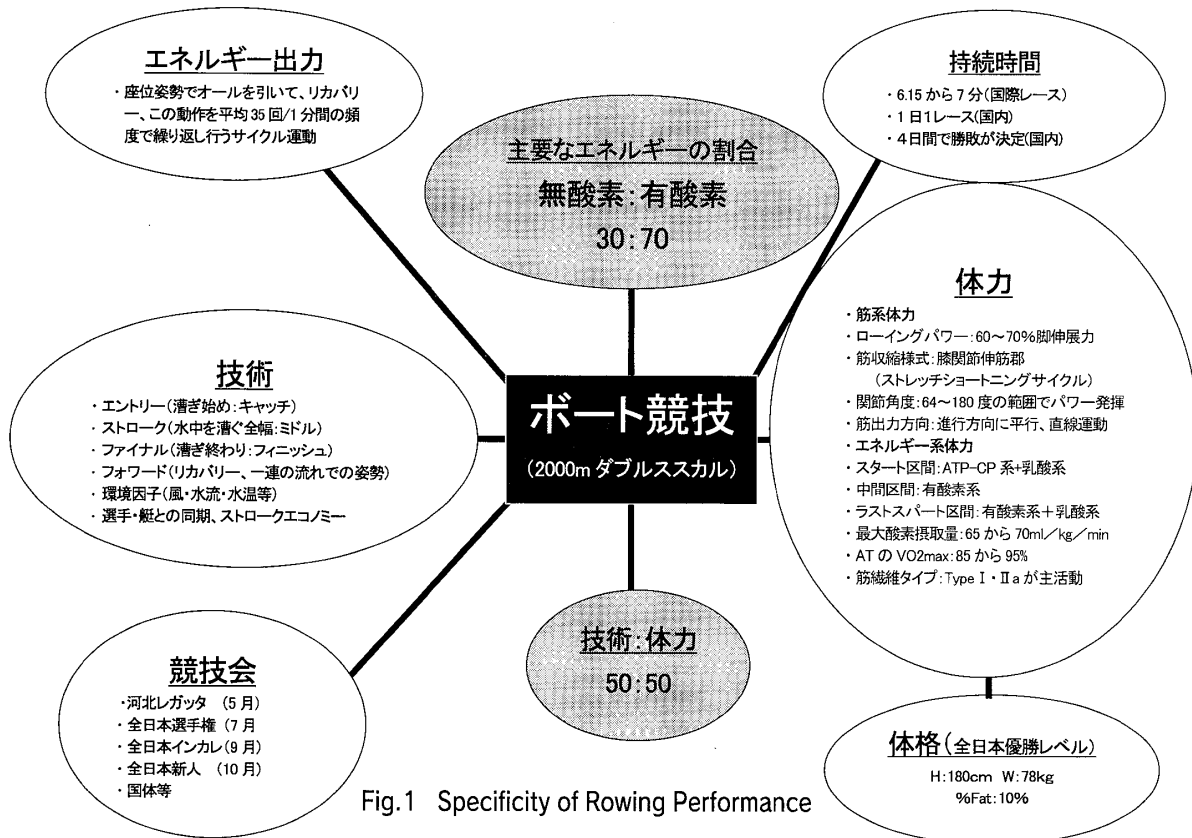 エネルギー出力
・座位姿勢でオールを引いて、リカバリ
ー、この動作を平均35回/1分間の頻
度で繰り返し行うサイクル運動
主要なエネルギーの割合
無酸素:有酸素
30:70
持続時間
・6.15から7分(国際レース)
・1日1レース(国内)
・4日間で勝敗が決定(国内)
技術
・エントリー(漕ぎ始め:キャッチ)
・ストローク(水中を漕ぐ全幅:ミドル)
・ファイナル(漕ぎ終わり:フィニッシュ)
・フォワード(リカバリー、一連の流れでの姿勢)
・環境因子(風・水流・水温等)
・選手・艇との同期、ストロークエコノミー
ボート競技
(2000mダブルススカル)
体力
・筋系体力
・ローイングパワー:60~70%脚伸展力
・筋収縮様式:膝関節伸筋郡
(ストレッチショートニングサイクル)
・関節角度:64~180度の範囲でパワー発揮
・筋出力方向:進行方向に平行、直線運動
・エネルギー系体力
・スタート区間:ATP-CP系+乳酸系
・中間区間:有酸素系
・ラストスパート区間:有酸素系+乳酸系
・最大酸素摂取量:65から70ml/kg/min
・ATのVO2max:85から95%
・筋繊維タイプ:TypeⅠ・Ⅱaが主活動
競技会
・河北レガッタ (5月)
・全日本選手権 (7月
・全日本インカレ(9月)
・全日本新人 (10月)
・国体等
技術:体力
50:50
体格(全日本優勝レベル)
H:180cm W:78kg
%Fat:10%
Fig.1 Specificity of Rowing Performance